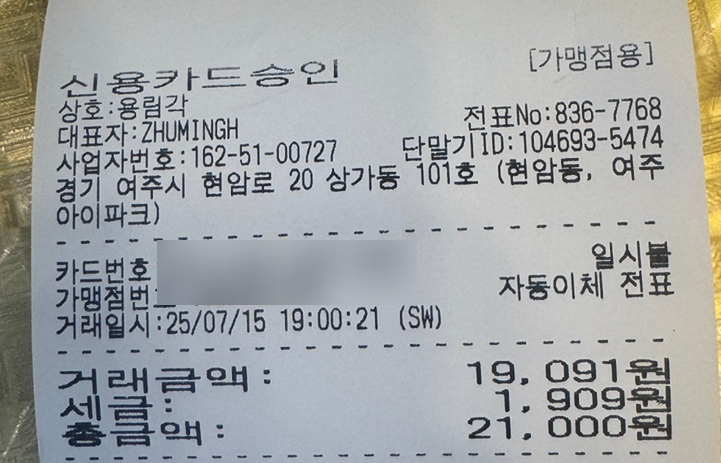 신용카드승인 [가맹점용]
상호:용림각
대표자:ZHUMINGH 전표No:836-7768
사업자번호:162-51-00727 단말기ID:104693-5474
경기 여주시 현암로 20 상가동 101호 (현암동, 여주
아이파크)
카드번호 일시불
가맹점번 자동이체 전표
거래일시:25/07/15 19:00:21 (SW)
거래금액: 19,091원
세금: 1,909원
총금액: 21,000원